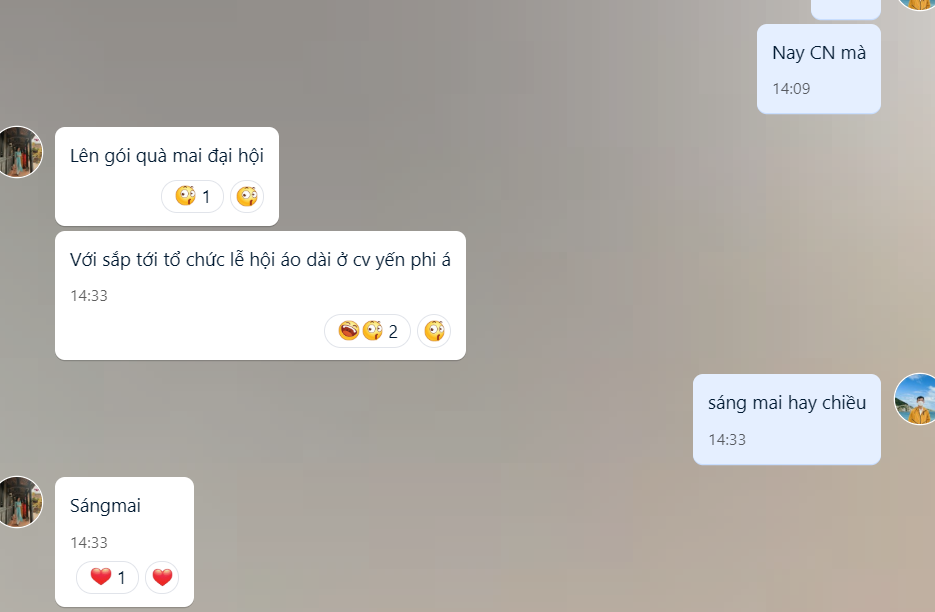 Nay CN mà
14:09
Lên gói quà mai đại hội
1
Với sắp tới tổ chức lễ hội áo dài ở cv yến phi á
14:33
2
sáng mai hay chiều
14:33
Sángmai
14:33
1